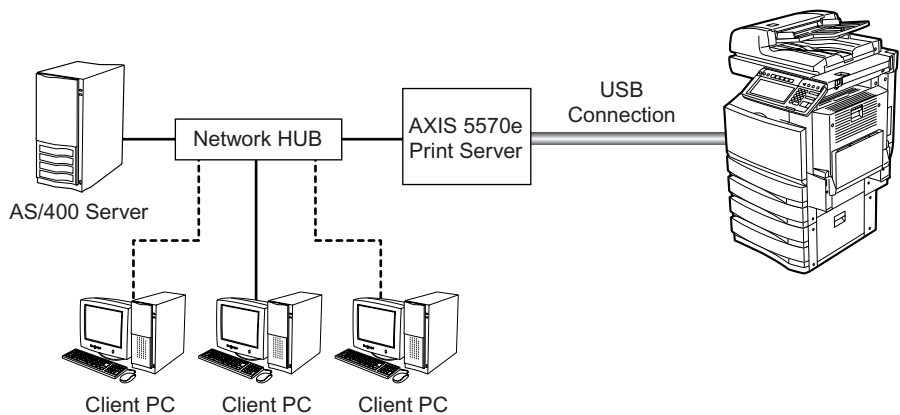 USB
Connection
AXIS 5570e
Print Server
Network HUB
AS/400 Server
Client PC
Client PC
Client PC